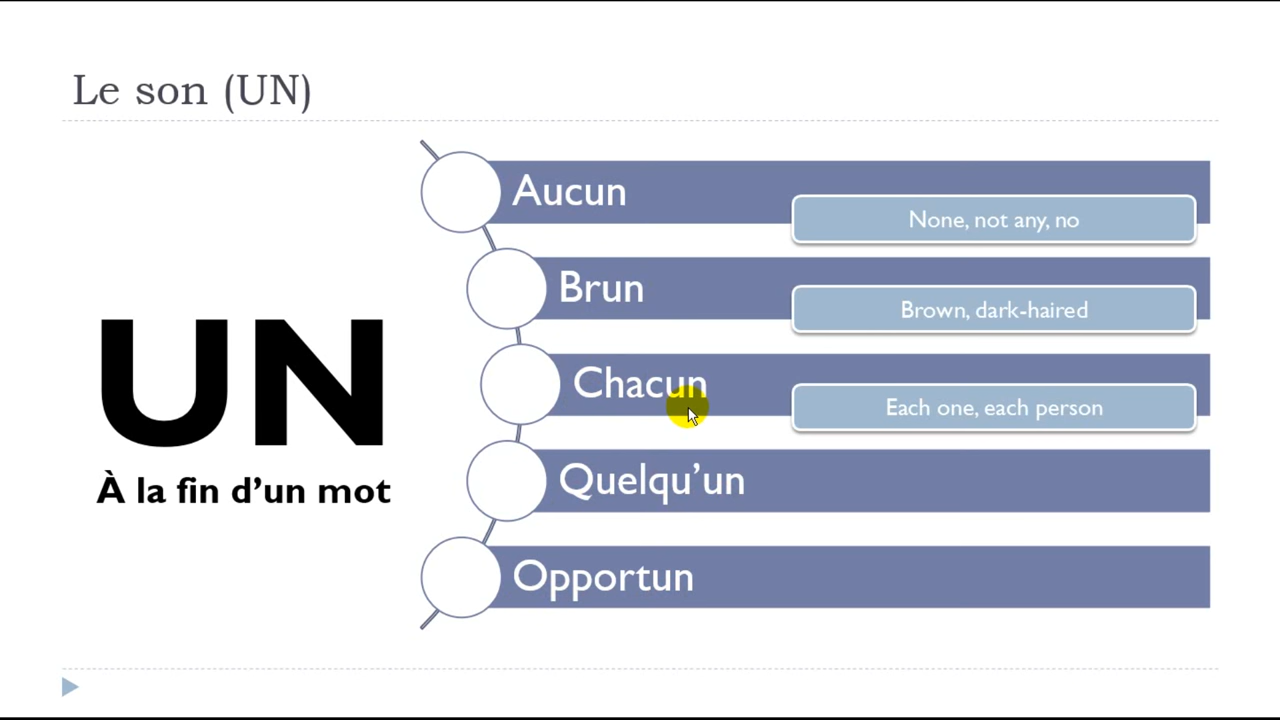 Le son (UN)
UN
À la fin d’un mot
Aucun
None, not any, no
Brun
Brown, dark-haired
Chacun
Each one, each person
Quelqu’un
Opportun